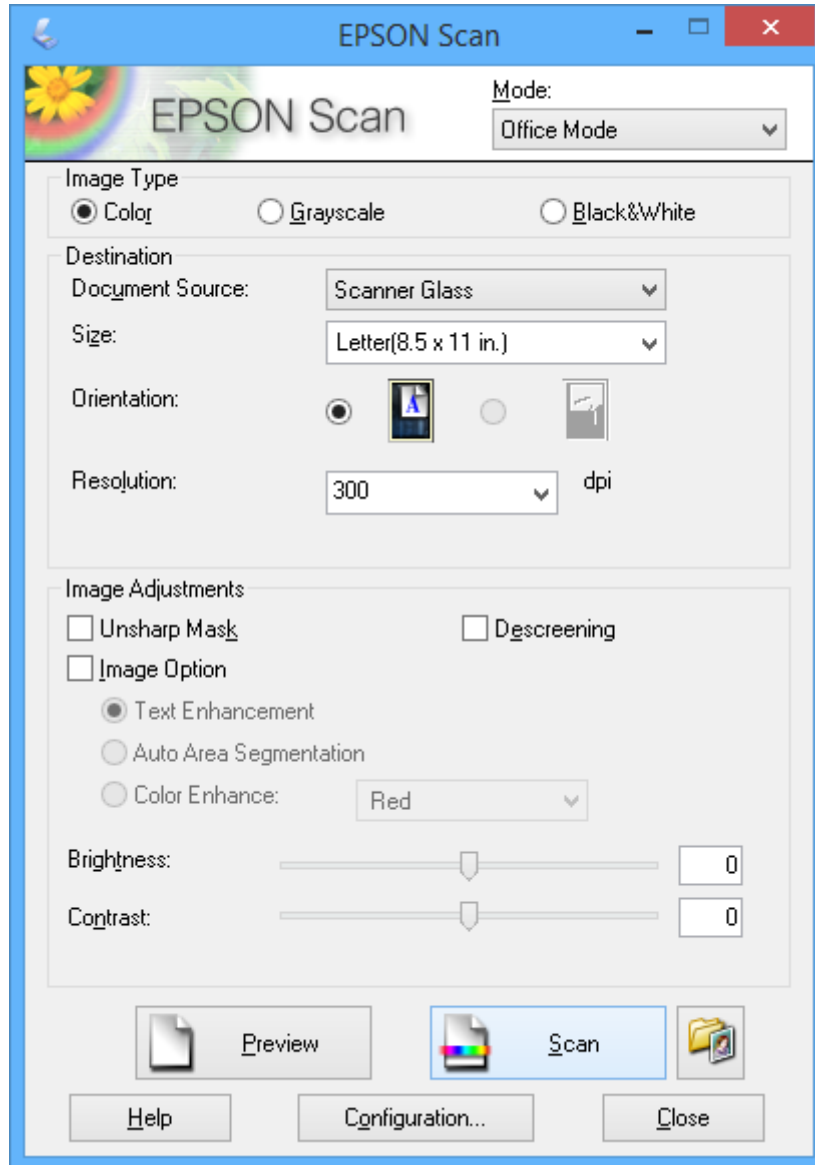 EPSON Scan
EPSON Scan
Mode:
Office Mode
Image Type
Color Grayscale Black&White
Destination
Document Source: Scanner Glass
Size: Letter(8.5 x 11 in.)
Orientation: A
Resolution: 300 dpi
Image Adjustments
Unsharp Mask Descreening
Image Option
Text Enhancement
Auto Area Segmentation
Color Enhance: Red
Brightness: 0
Contrast: 0
Preview Scan
Help Configuration... Close